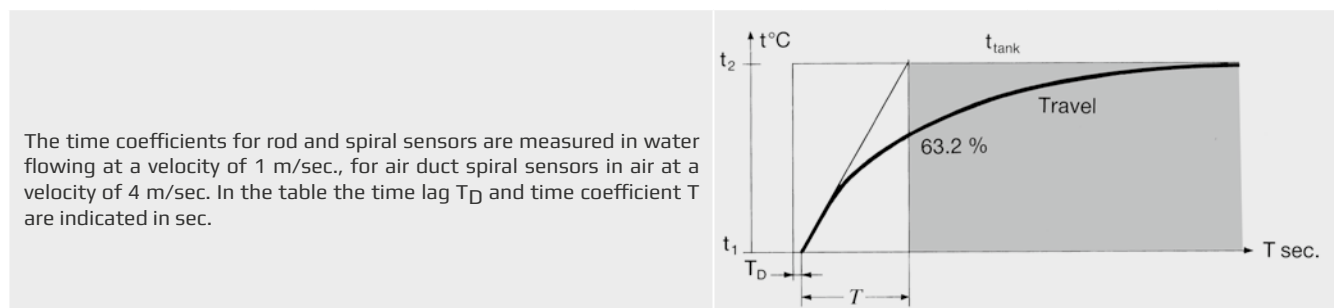 The time coefficients for rod and spiral sensors are measured in water
flowing at a velocity of 1 m/sec., for air duct spiral sensors in air at a
velocity of 4 m/sec. In the table the time lag TD and time coefficient T
are indicated in sec.
t°C
ttank
t2
Travel
63.2 %
t1
T sec.
TD
T